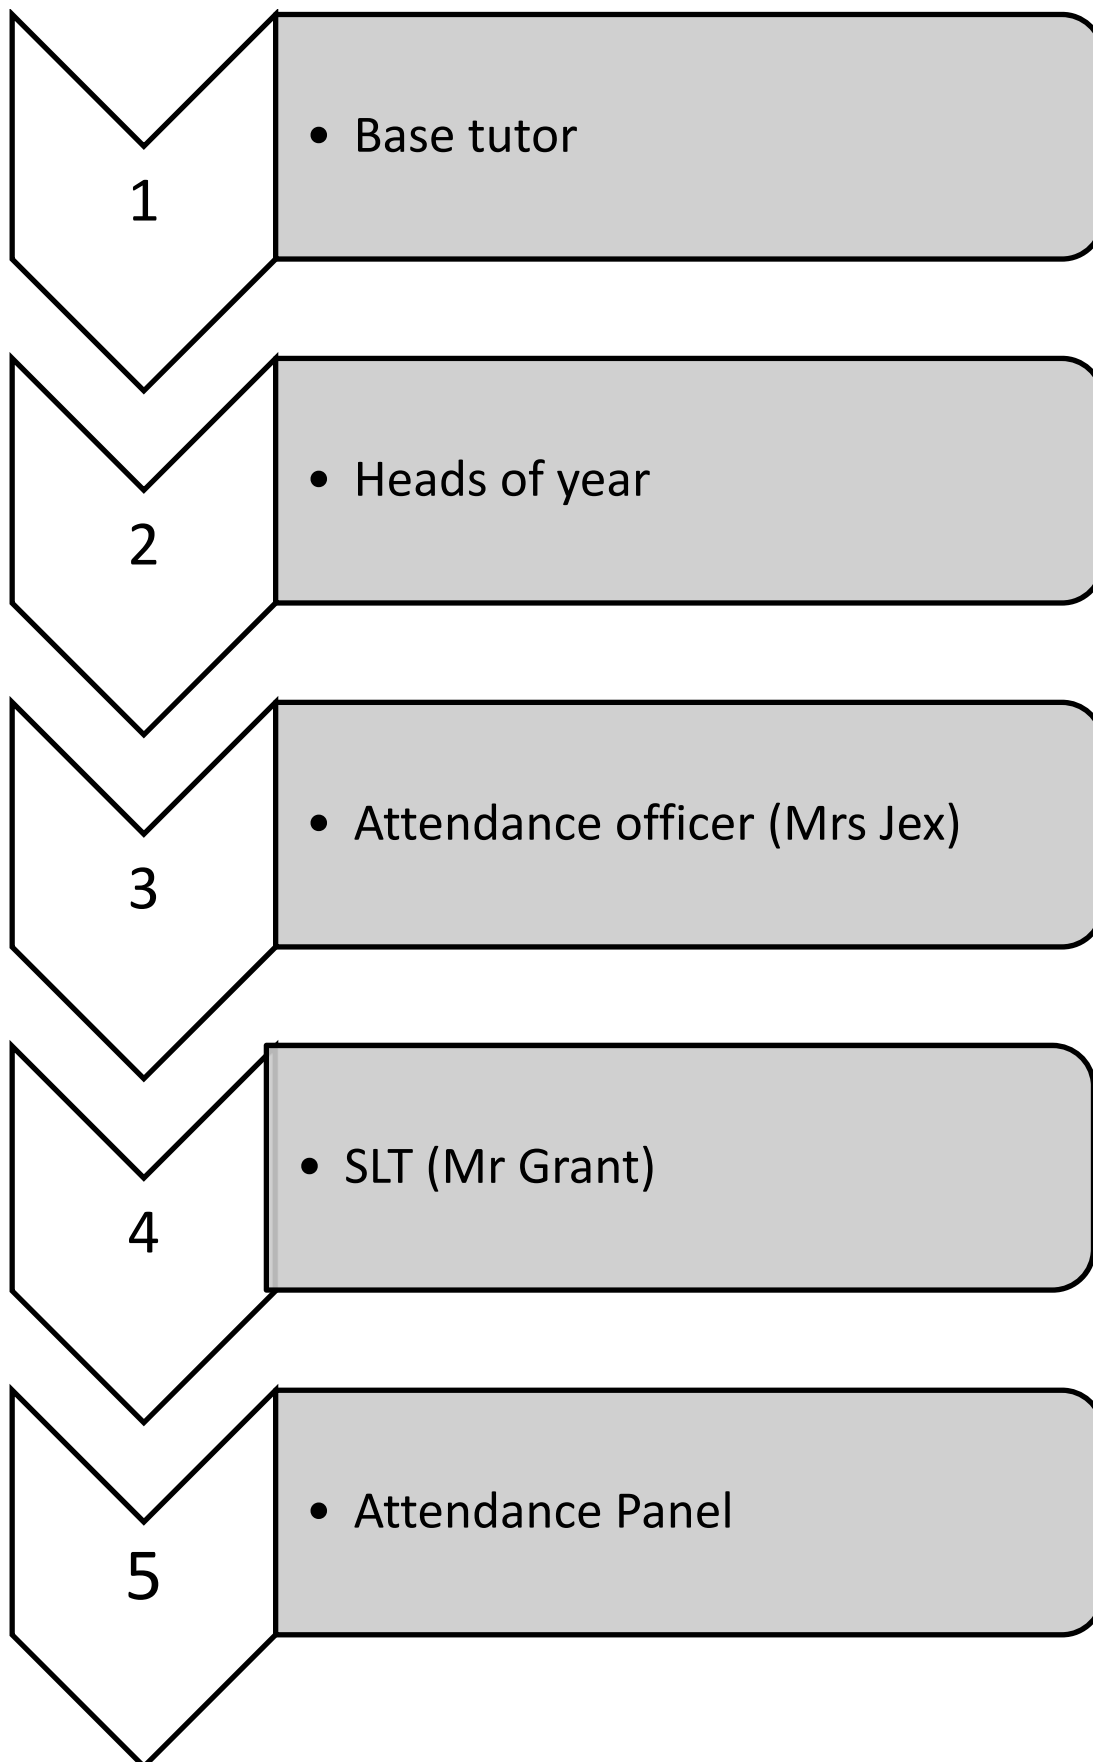 1
• Base tutor
2
• Heads of year
3
• Attendance officer (Mrs Jex)
4
• SLT (Mr Grant)
5
• Attendance Panel